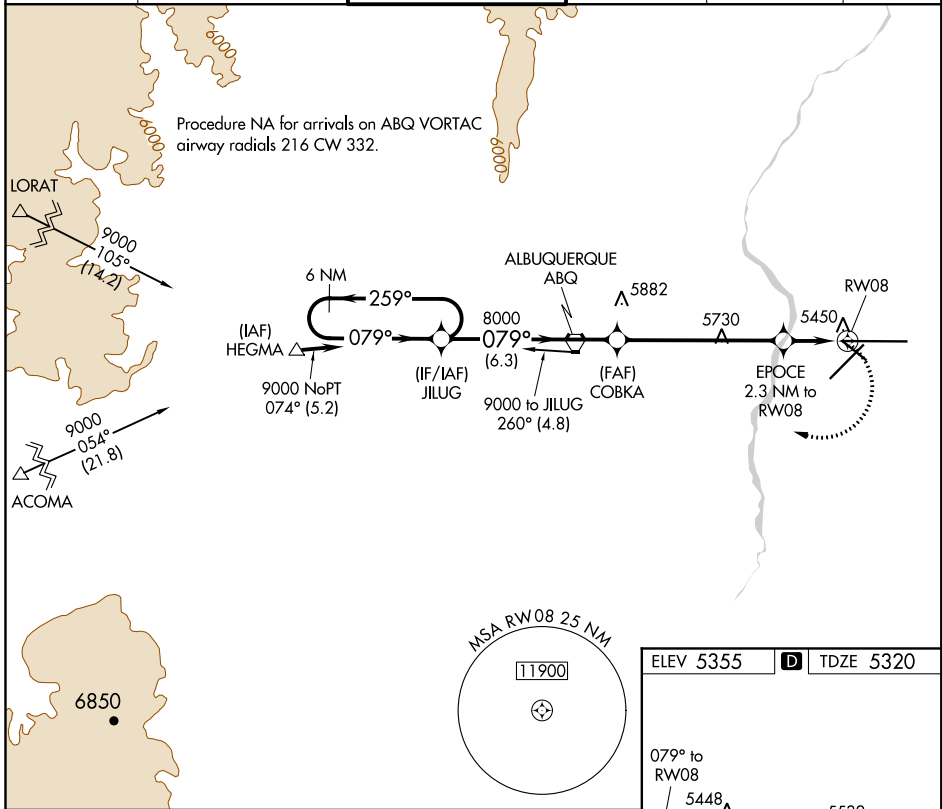 6000
6000
6000
Procedure NA for arrivals on ABQ VORTAC
airway radials 216 CW 332.
LORAT
9000
105°
(14.2)
6 NM
259°
ALBUQUERQUE
ABQ
5882
RW08
(IAF)
HEGMA
079°
8000
079°
(6.3)
5730
5450
9000 NoPT
074° (5.2)
(IF/IAF)
JILUG
9000 to JILUG
260° (4.8)
(FAF)
COBKA
EPOCE
2.3 NM to
RW08
9000
054°
(21.8)
ACOMA
MSA RW08 25 NM
11900
6850
ELEV 5355
D
TDZE 5320
079° to
RW08
5448